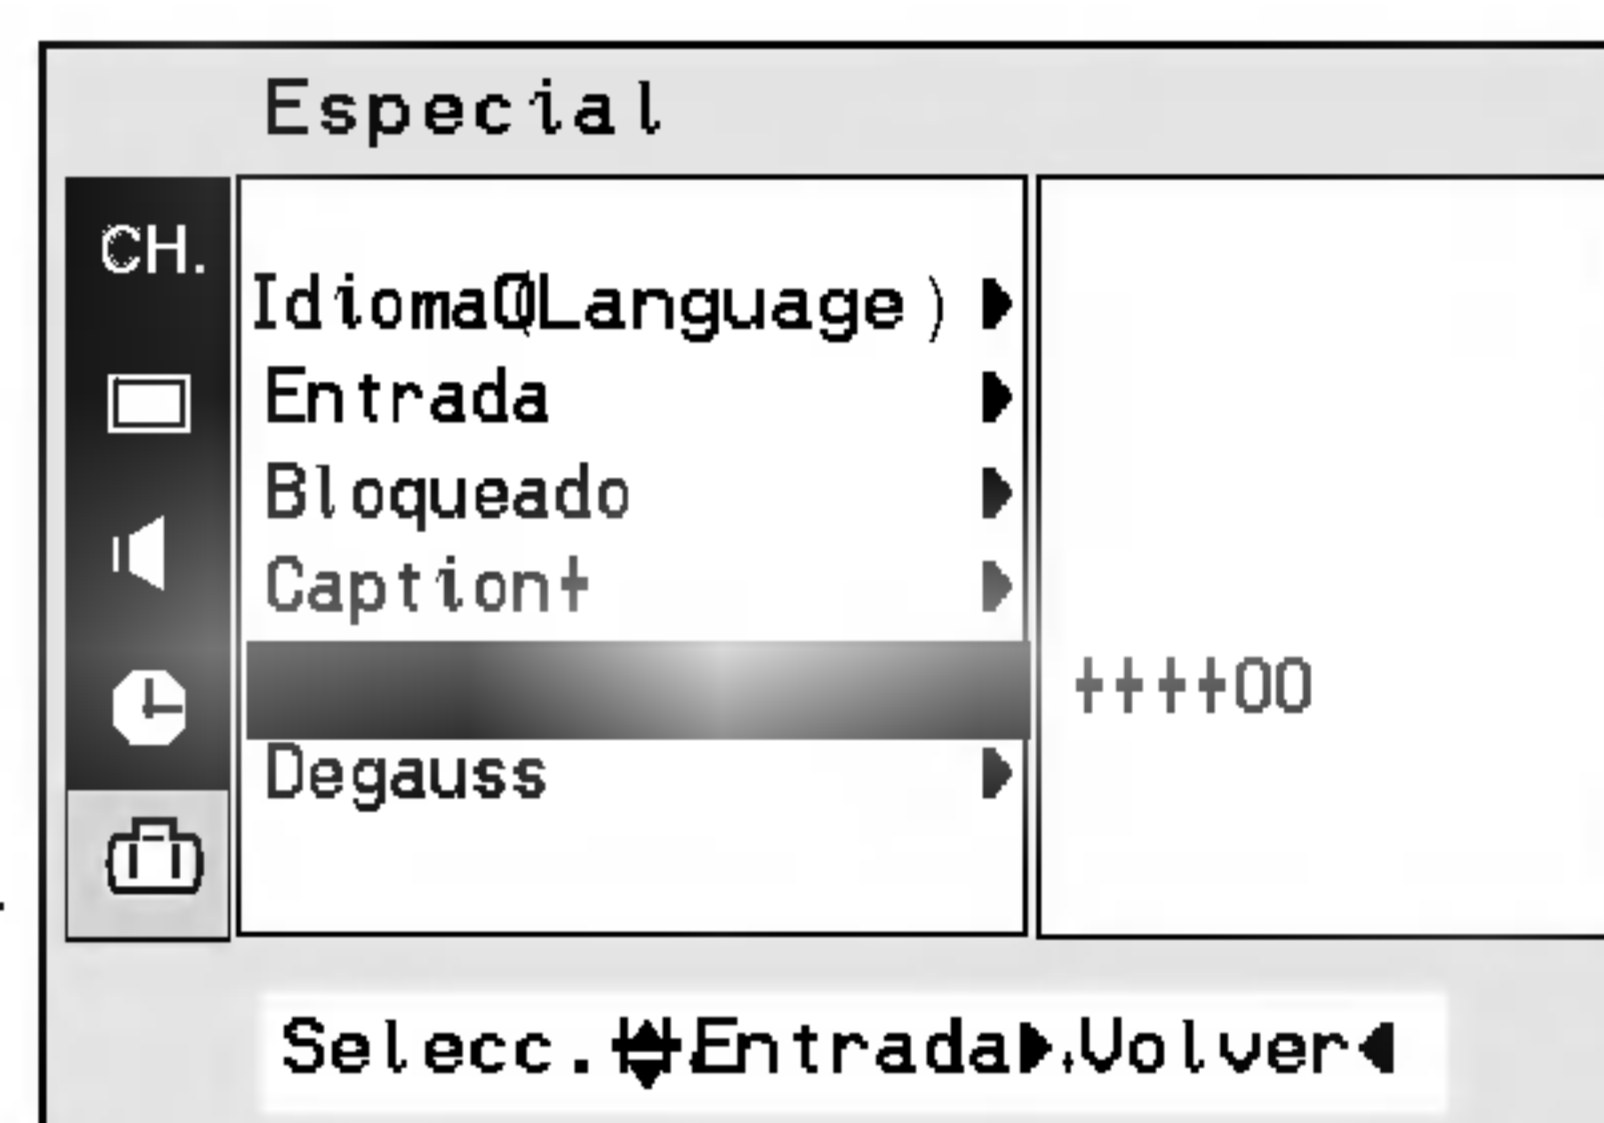 Especial
CH.
Idioma(Language) ▶
Entrada ▶
Bloqueado ▶
Caption ▶
00
Degauss ▶
Selecc. Entrada▶ Volver◀